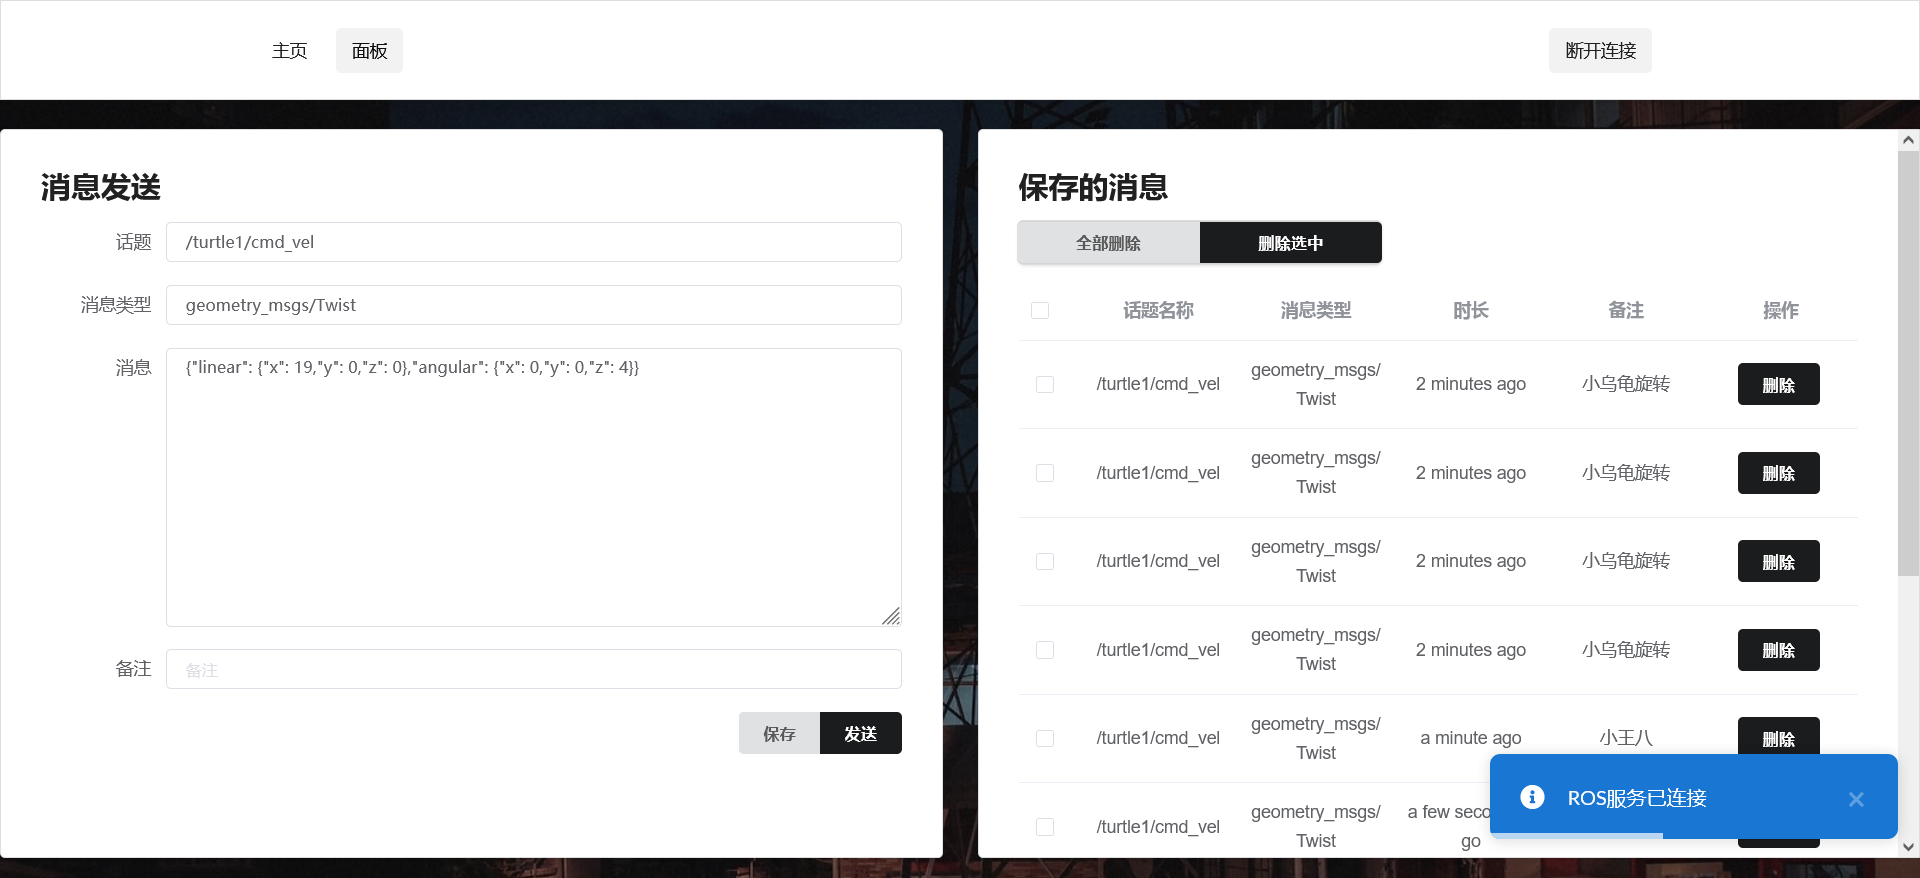 主页
面板
断开连接
消息发送
话题
/turtle1/cmd_vel
消息类型
geometry_msgs/Twist
消息
{"linear": {"x": 19,"y": 0,"z": 0},"angular": {"x": 0,"y": 0,"z": 4}}
备注
备注
保存
发送
保存的消息
全部删除
删除选中
话题名称 消息类型 时长 备注 操作
/turtle1/cmd_vel geometry_msgs/
Twist 2 minutes ago 小乌龟旋转 删除
/turtle1/cmd_vel geometry_msgs/
Twist 2 minutes ago 小乌龟旋转 删除
/turtle1/cmd_vel geometry_msgs/
Twist 2 minutes ago 小乌龟旋转 删除
/turtle1/cmd_vel geometry_msgs/
Twist 2 minutes ago 小乌龟旋转 删除
/turtle1/cmd_vel geometry_msgs/
Twist a minute ago 小王八 删除
/turtle1/cmd_vel geometry_msgs/
Twist a few seco
go
ROS服务已连接